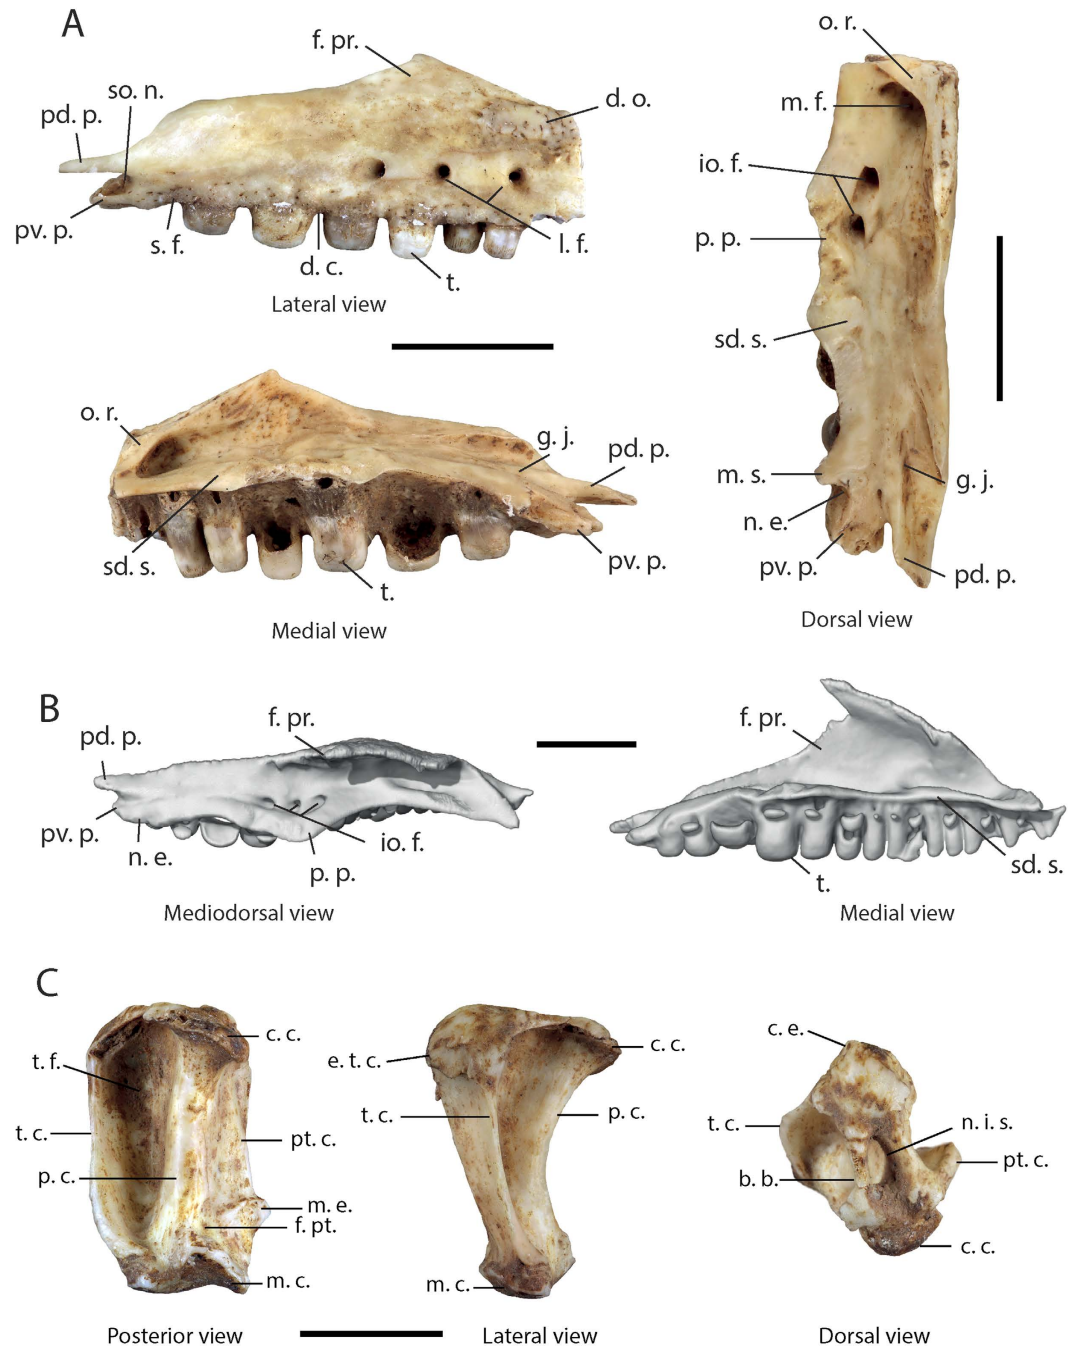 A
f. pr.
so. n.
pd. p.
d. o.
pv. p.
s. f.
d. c.
l. f.
t.
Lateral view
o. r.
g. j.
pd. p.
sd. s.
pv. p.
t.
Medial view
o. r.
m. f.
io. f.
p. p.
sd. s.
m. s.
g. j.
n. e.
pv. p.
pd. p.
Dorsal view
B
f. pr.
pd. p.
pv. p.
n. e.
io. f.
p. p.
Mediodorsal view
f. pr.
sd. s.
t.
Medial view
C
c. c.
t. f.
t. c.
pt. c.
p. c.
m. e.
f. pt.
m. c.
Posterior view
e. t. c.
c. c.
t. c.
p. c.
m. c.
Lateral view
c. e.
t. c.
n. i. s.
pt. c.
b. b.
c. c.
Dorsal view